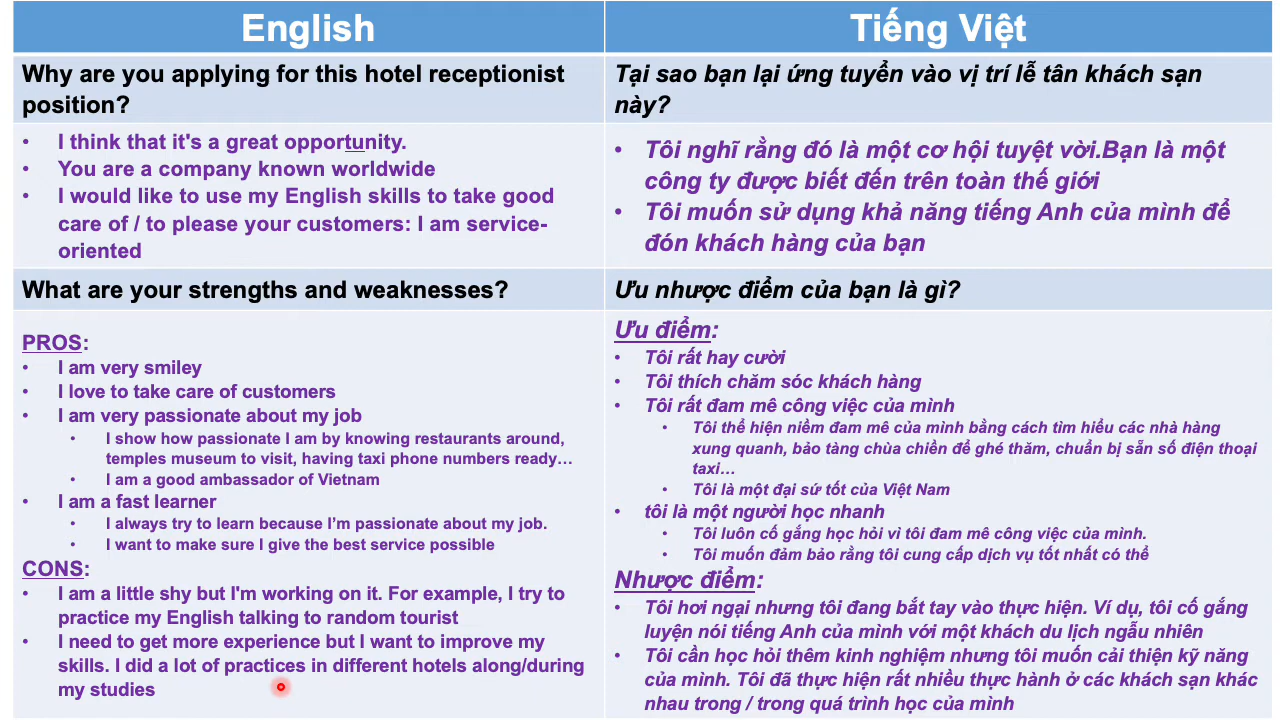 English
Tiếng Việt
Why are you applying for this hotel receptionist
position?
Tại sao bạn lại ứng tuyển vào vị trí lễ tân khách sạn
này?
• I think that it's a great opportunity.
• You are a company known worldwide
• I would like to use my English skills to take good
care of / to please your customers: I am service-
oriented
• Tôi nghĩ rằng đó là một cơ hội tuyệt vời.Bạn là một
công ty được biết đến trên toàn thế giới
• Tôi muốn sử dụng khả năng tiếng Anh của mình để
đón khách hàng của bạn
What are your strengths and weaknesses?
Ưu nhược điểm của bạn là gì?
PROS:
• I am very smiley
• I love to take care of customers
• I am very passionate about my job
• I show how passionate I am by knowing restaurants around,
temples museum to visit, having taxi phone numbers ready…
• I am a good ambassador of Vietnam
• I am a fast learner
• I always try to learn because I’m passionate about my job.
• I want to make sure I give the best service possible
CONS:
• I am a little shy but I'm working on it. For example, I try to
practice my English talking to random tourist
• I need to get more experience but I want to improve my
skills. I did a lot of practices in different hotels along/during
my studies
Ưu điểm:
• Tôi rất hay cười
• Tôi thích chăm sóc khách hàng
• Tôi rất đam mê công việc của mình
• Tôi thể hiện niềm đam mê của mình bằng cách tìm hiểu các nhà hàng
xung quanh, bảo tàng chùa chiền để ghé thăm, chuẩn bị sẵn số điện thoại
taxi…
• Tôi là một đại sứ tốt của Việt Nam
• tôi là một người học nhanh
• Tôi luôn cố gắng học hỏi vì tôi đam mê công việc của mình.
• Tôi muốn đảm bảo rằng tôi cung cấp dịch vụ tốt nhất có thể
Nhược điểm:
• Tôi hơi ngại nhưng tôi đang bắt tay vào thực hiện. Ví dụ, tôi cố gắng
luyện nói tiếng Anh của mình với một khách du lịch ngẫu nhiên
• Tôi cần học hỏi thêm kinh nghiệm nhưng tôi muốn cải thiện kỹ năng
của mình. Tôi đã thực hiện rất nhiều thực hành ở các khách sạn khác
nhau trong / trong quá trình học của mình